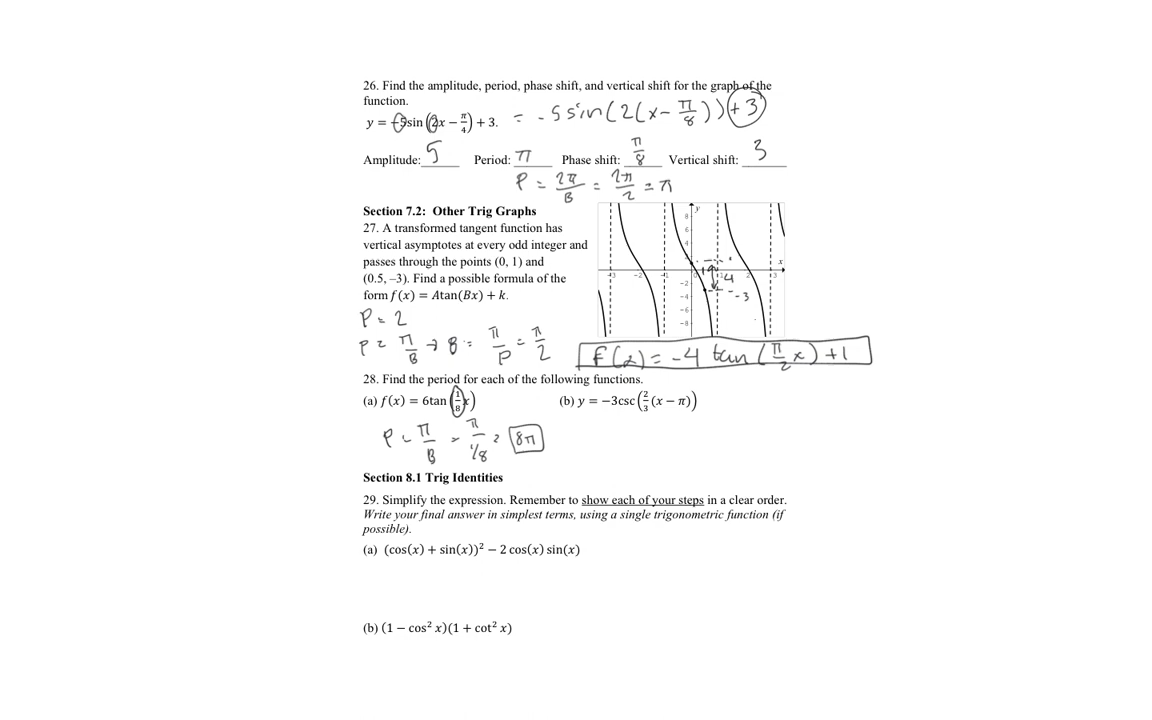 26. Find the amplitude, period, phase shift, and vertical shift for the graph of the
function.
y = −5sin (2x − π/4) + 3. = -5 sin(2(x - π/8)) + 3
Amplitude: 5 Period: π Phase shift: π/8 Vertical shift: 3
P = 2π/B = 2π/2 = π
Section 7.2: Other Trig Graphs
27. A transformed tangent function has
vertical asymptotes at every odd integer and
passes through the points (0, 1) and
(0.5, −3). Find a possible formula of the
form f(x) = Atan(Bx) + k.
P = 2
P = π/B → B = π/P = π/2
f(x) = -4 tan(π/2 x) + 1
28. Find the period for each of the following functions.
(a) f(x) = 6tan(1/8 x) (b) y = −3csc(2/3 (x − π))
P = π/B = π/1/8 = 8π
Section 8.1 Trig Identities
29. Simplify the expression. Remember to show each of your steps in a clear order.
Write your final answer in simplest terms, using a single trigonometric function (if
possible).
(a) (cos(x) + sin(x))² − 2 cos(x) sin(x)
(b) (1 − cos² x)(1 + cot² x)